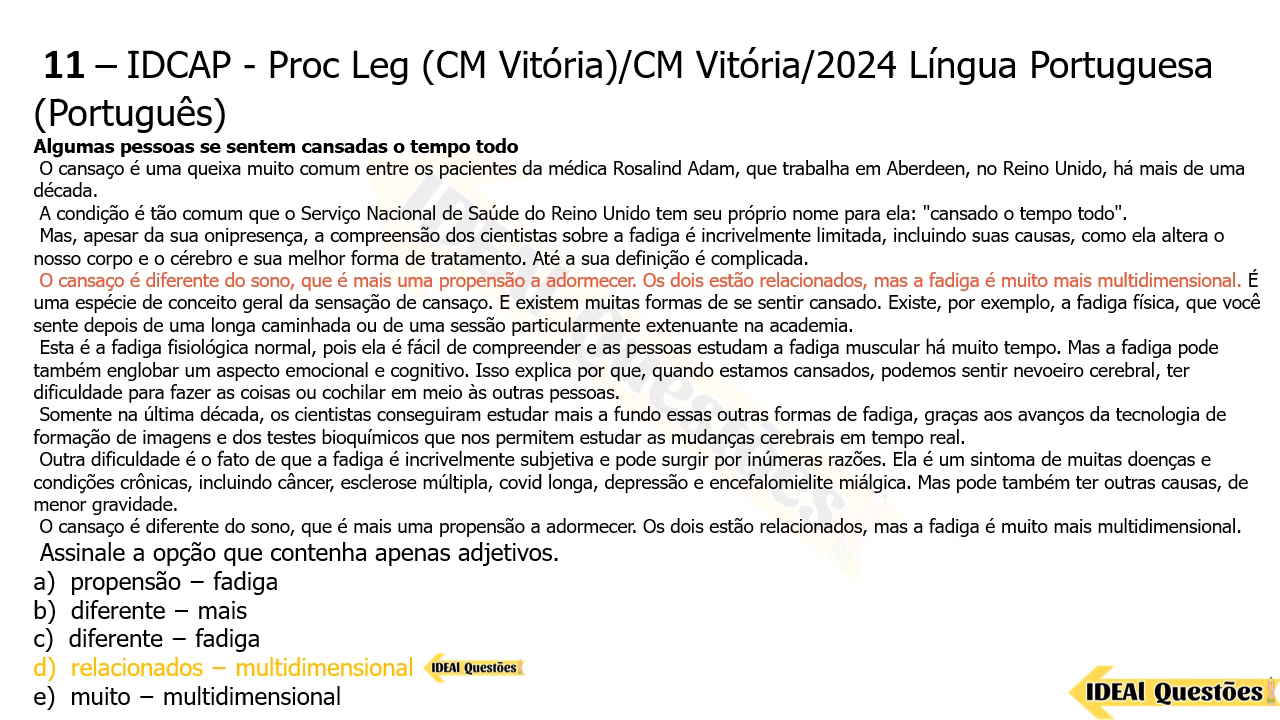 11 – IDCAP - Proc Leg (CM Vitória)/CM Vitória/2024 Língua Portuguesa
(Português)
Algumas pessoas se sentem cansadas o tempo todo
O cansaço é uma queixa muito comum entre os pacientes da médica Rosalind Adam, que trabalha em Aberdeen, no Reino Unido, há mais de uma
década.
A condição é tão comum que o Serviço Nacional de Saúde do Reino Unido tem seu próprio nome para ela: "cansado o tempo todo".
Mas, apesar da sua onipresença, a compreensão dos cientistas sobre a fadiga é incrivelmente limitada, incluindo suas causas, como ela altera o
nosso corpo e o cérebro e sua melhor forma de tratamento. Até a sua definição é complicada.
O cansaço é diferente do sono, que é mais uma propensão a adormecer. Os dois estão relacionados, mas a fadiga é muito mais multidimensional. É
uma espécie de conceito geral da sensação de cansaço. E existem muitas formas de se sentir cansado. Existe, por exemplo, a fadiga física, que você
sente depois de uma longa caminhada ou de uma sessão particularmente extenuante na academia.
Esta é a fadiga fisiológica normal, pois ela é fácil de compreender e as pessoas estudam a fadiga muscular há muito tempo. Mas a fadiga pode
também englobar um aspecto emocional e cognitivo. Isso explica por que, quando estamos cansados, podemos sentir nevoeiro cerebral, ter
dificuldade para fazer as coisas ou cochilar em meio às outras pessoas.
Somente na última década, os cientistas conseguiram estudar mais a fundo essas outras formas de fadiga, graças aos avanços da tecnologia de
formação de imagens e dos testes bioquímicos que nos permitem estudar as mudanças cerebrais em tempo real.
Outra dificuldade é o fato de que a fadiga é incrivelmente subjetiva e pode surgir por inúmeras razões. Ela é um sintoma de muitas doenças e
condições crônicas, incluindo câncer, esclerose múltipla, covid longa, depressão e encefalomielite miálgica. Mas pode também ter outras causas, de
menor gravidade.
O cansaço é diferente do sono, que é mais uma propensão a adormecer. Os dois estão relacionados, mas a fadiga é muito mais multidimensional.
Assinale a opção que contenha apenas adjetivos.
a) propensão – fadiga
b) diferente – mais
c) diferente – fadiga
d) relacionados – multidimensional IDEAl Questões
e) muito – multidimensional
IDEAl Questões
IDEAl Questões